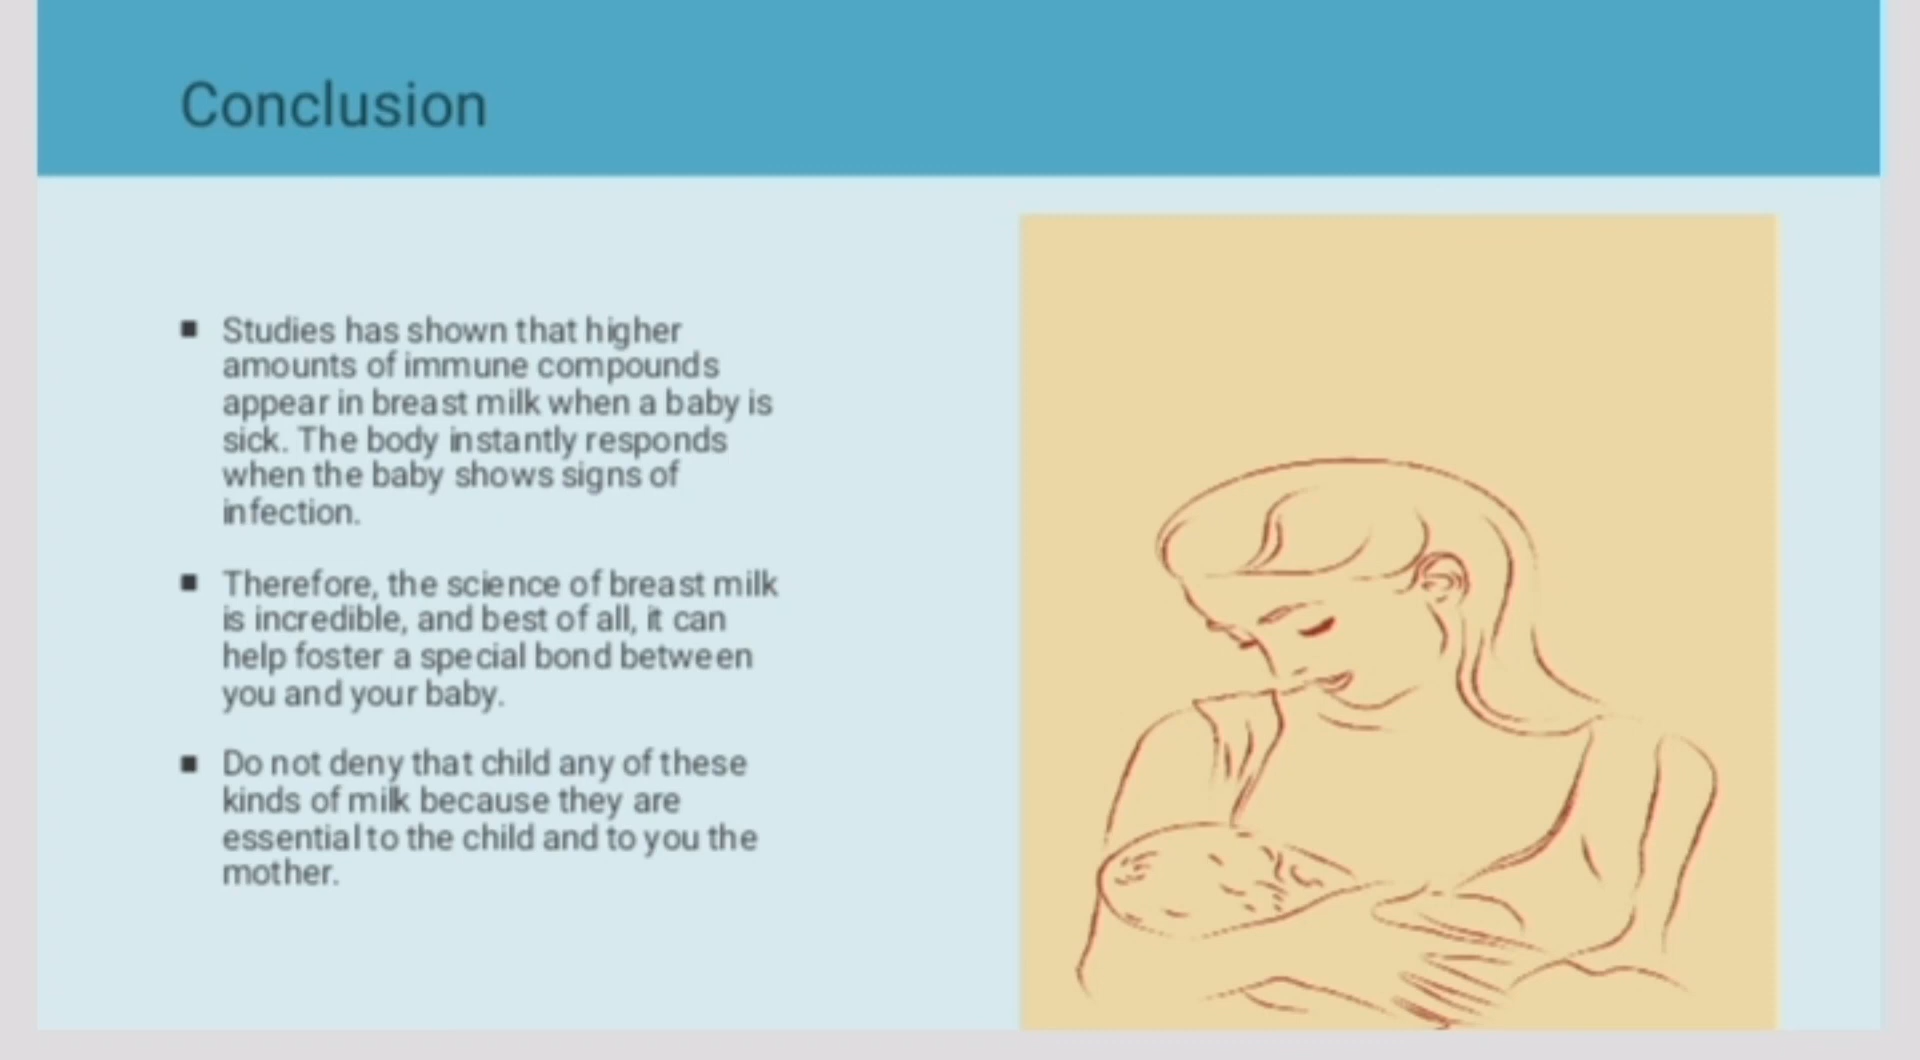 Conclusion
Studies has shown that higher
amounts of immune compounds
appear in breast milk when a baby is
sick. The body instantly responds
when the baby shows signs of
infection.
Therefore, the science of breast milk
is incredible, and best of all, it can
help foster a special bond between
you and your baby.
Do not deny that child any of these
kinds of milk because they are
essential to the child and to you the
mother.